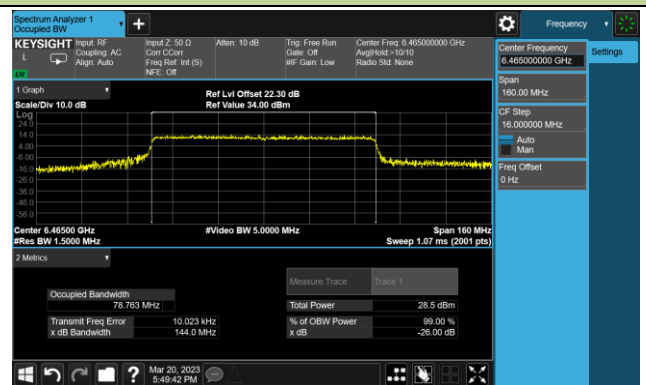 Spectrum Analyzer 1
Occupied BW
Frequency
KEYSIGHT
L
Input: RF
Coupling: AC
Align: Auto
Input Z: 50 Ω
Corr CCorr
Freq Ref: Int (S)
NFE: Off
Atten: 10 dB
Trig: Free Run
Gate: Off
#IF Gain: Low
Center Freq: 6.465000000 GHz
Avg|Hold:>10/10
Radio Std: None
Center Frequency
6.465000000 GHz
Settings
Span
160.00 MHz
CF Step
16.000000 MHz
Auto
Man
Freq Offset
0 Hz
1 Graph
Scale/Div 10.0 dB
Ref Lvl Offset 22.30 dB
Ref Value 34.00 dBm
Log
24.0
14.0
4.00
-6.00
-16.0
-26.0
-36.0
-46.0
-56.0
Center 6.46500 GHz
#Res BW 1.5000 MHz
#Video BW 5.0000 MHz
Span 160 MHz
Sweep 1.07 ms (2001 pts)
2 Metrics
Measure Trace
Trace 1
Occupied Bandwidth
78.763 MHz
Total Power
28.5 dBm
Transmit Freq Error
10.023 kHz
% of OBW Power
99.00 %
x dB Bandwidth
144.0 MHz
x dB
-26.00 dB
Mar 20, 2023
5:49:42 PM